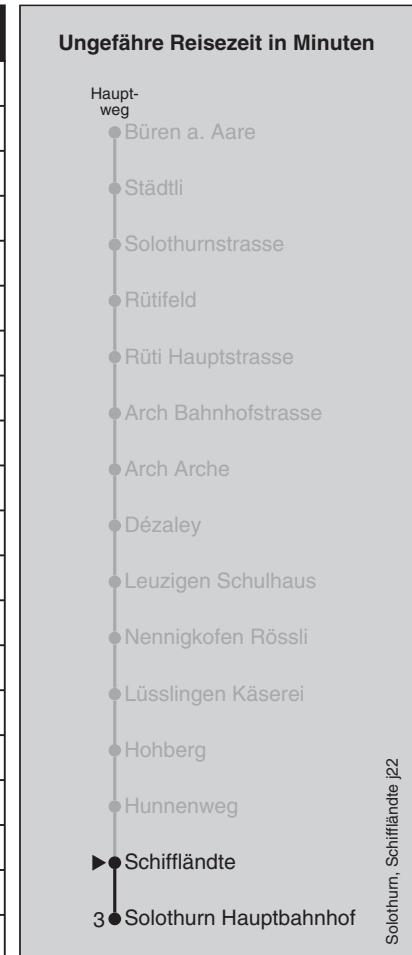 Ungefähre Reisezeit in Minuten
Haupt-
weg
Büren a. Aare
Städtli
Solothurnstrasse
Rütifeld
Rüti Hauptstrasse
Arch Bahnhofstrasse
Arch Arche
Dézaley
Leuzigen Schulhaus
Nennigkofen Rössli
Lüsslingen Käserei
Hohberg
Hunnenweg
Schiffländte
3 Solothurn Hauptbahnhof
Solothurn, Schiffländte j22